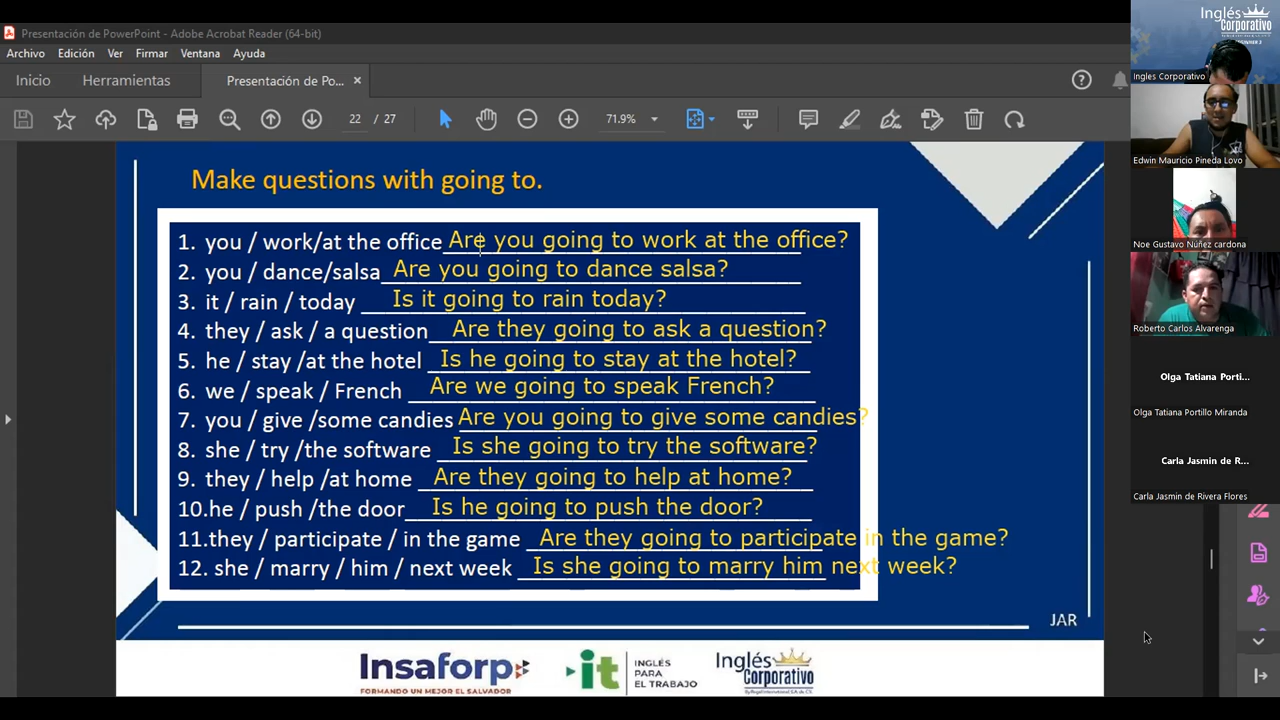 Presentación de PowerPoint - Adobe Acrobat Reader (64-bit)
Archivo Edición Ver Firmar Ventana Ayuda
Inicio Herramientas Presentación de Po... ×
22 / 27 71.9%
Make questions with going to.
1. you / work/at the office Are you going to work at the office?
2. you / dance/salsa Are you going to dance salsa?
3. it / rain / today Is it going to rain today?
4. they / ask / a question Are they going to ask a question?
5. he / stay /at the hotel Is he going to stay at the hotel?
6. we / speak / French Are we going to speak French?
7. you / give /some candies Are you going to give some candies?
8. she / try /the software Is she going to try the software?
9. they / help /at home Are they going to help at home?
10.he / push /the door Is he going to push the door?
11.they / participate / in the game Are they going to participate in the game?
12. she / marry / him / next week Is she going to marry him next week?
JAR
Insaforp
FORMANDO UN MEJOR EL SALVADOR
it
INGLÉS
PARA
EL TRABAJO
Inglés
Corporativo
Inglés
Corporativo
Ingles Corporativo
Edwin Mauricio Pineda Lovo
Noe Gustavo Núñez cardona
Roberto Carlos Alvarenga
Olga Tatiana Porti...
Olga Tatiana Portillo Miranda
Carla Jasmin de R...
Carla Jasmin de Rivera Flores